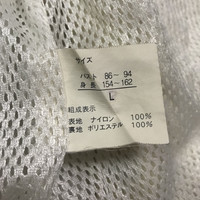 サイズ
バスト 86～94
身長 154～162
L
組成表示
表地 ナイロン 100%
裏地 ポリエステル 100%